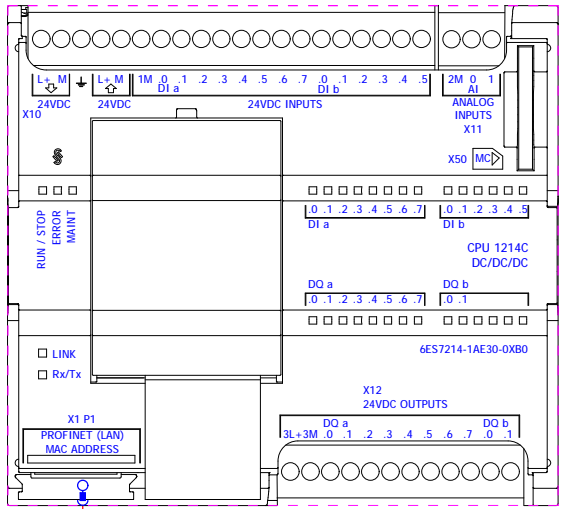 L+ M L+ M 1M .0 .1 .2 .3 .4 .5 .6 .7 .0 .1 .2 .3 .4 .5 2M 0 1
DI a DI b AI
24VDC 24VDC 24VDC INPUTS ANALOG
X10 INPUTS
X11
X50 MC
.0 .1 .2 .3 .4 .5 .6 .7 .0 .1 .2 .3 .4 .5
DI a DI b
RUN / STOP
ERROR
MAINT
CPU 1214C
DC/DC/DC
DQ a DQ b
.0 .1 .2 .3 .4 .5 .6 .7 .0 .1
LINK
6ES7214-1AE30-0XB0
Rx/Tx
X12
24VDC OUTPUTS
X1 P1
DQ a DQ b
3L+3M .0 .1 .2 .3 .4 .5 .6 .7 .0 .1
PROFINET (LAN)
MAC ADDRESS